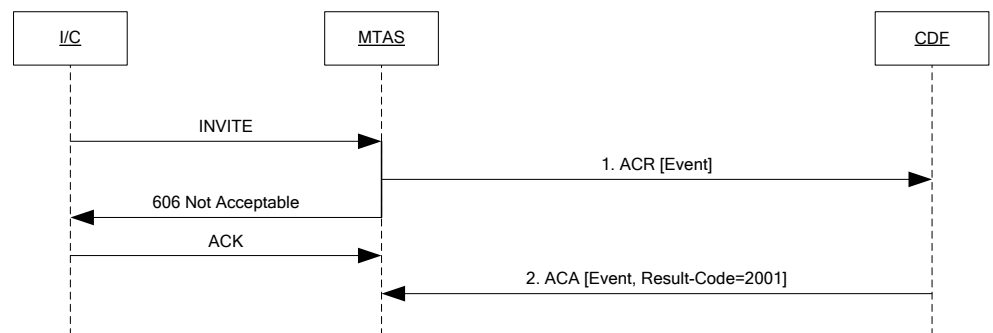 I/C
MTAS
CDF
INVITE
1. ACR [Event]
606 Not Acceptable
ACK
2. ACA [Event, Result-Code=2001]